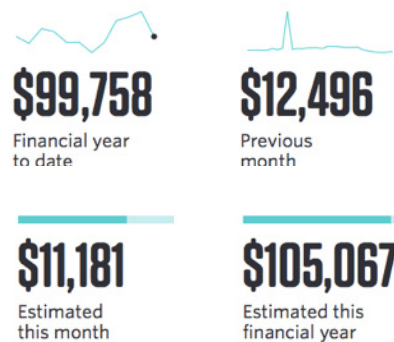 $99,758
Financial year
to date
$12,496
Previous
month
$11,181
Estimated
this month
$105,067
Estimated this
financial year